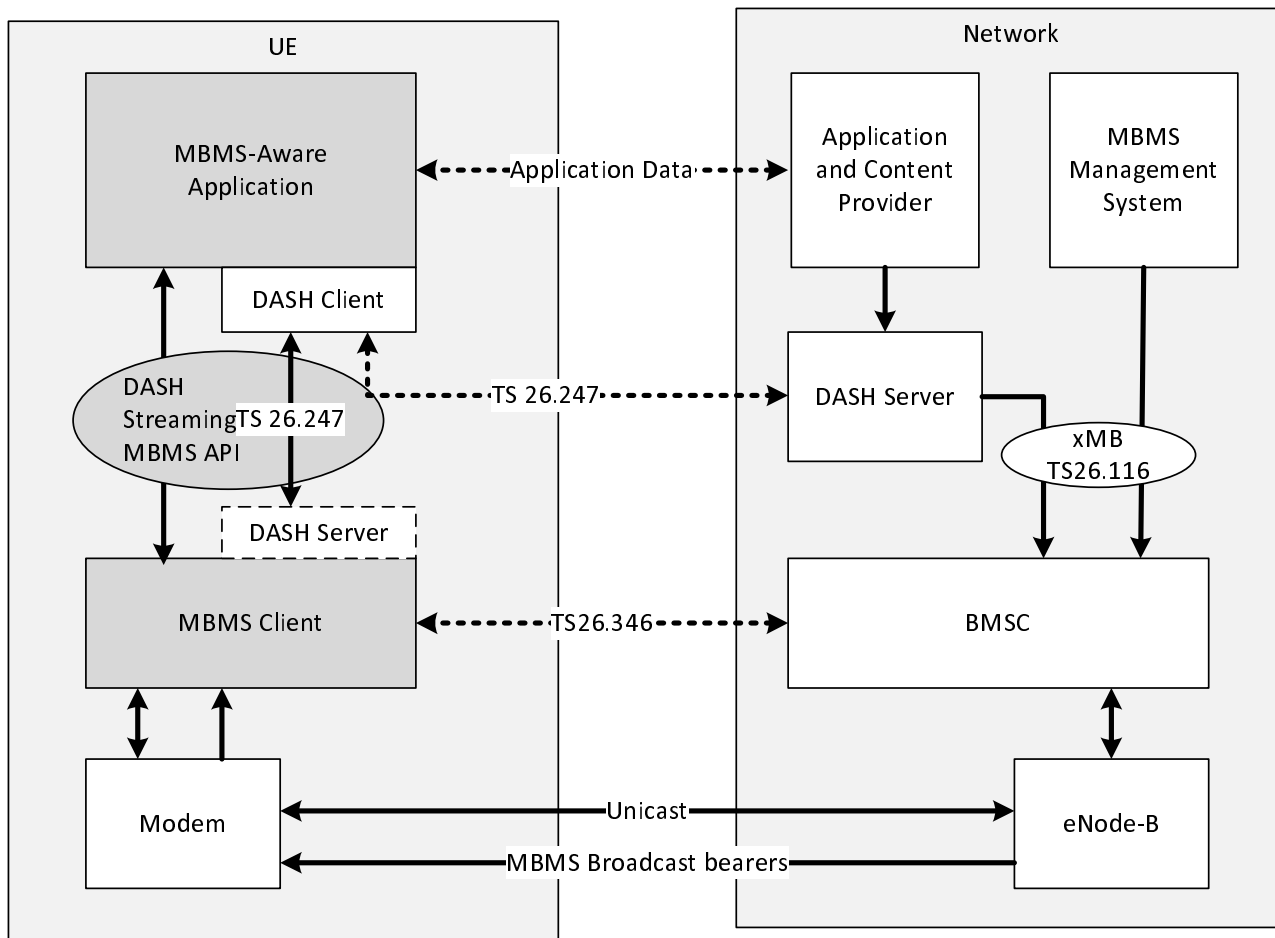 UE
Network
MBMS-Aware
Application
Application Data
Application
and Content
Provider
MBMS
Management
System
DASH Client
DASH
Streaming
MBMS API
TS 26.247
TS 26.247
DASH Server
xMB
TS26.116
DASH Server
MBMS Client
TS26.346
BMSC
Modem
Unicast
MBMS Broadcast bearers
eNode-B